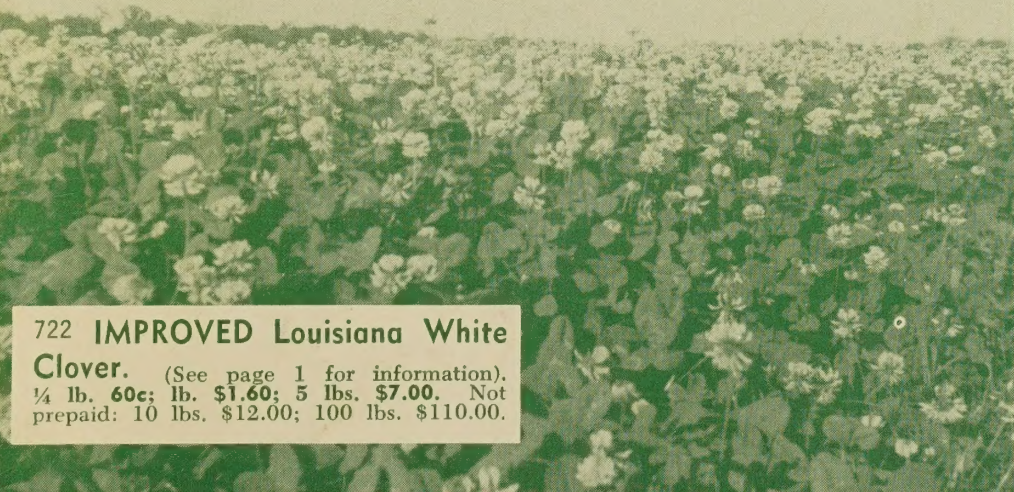 722 IMPROVED Louisiana White
Clover. (See page 1 for information).
¼ lb. 60c; lb. $1.60; 5 lbs. $7.00. Not
prepaid: 10 lbs. $12.00; 100 lbs. $110.00.